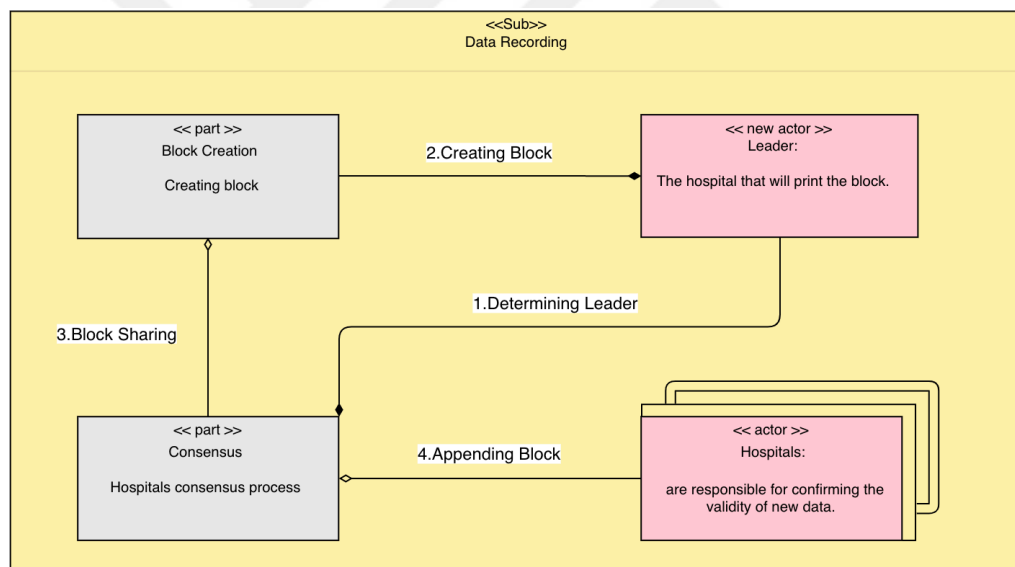 <<Sub>>
Data Recording
<< part >>
Block Creation
Creating block
2.Creating Block
<< new actor >>
Leader:
The hospital that will print the block.
1.Determining Leader
3.Block Sharing
<< part >>
Consensus
Hospitals consensus process
4.Appending Block
<< actor >>
Hospitals:
are responsible for confirming the
validity of new data.